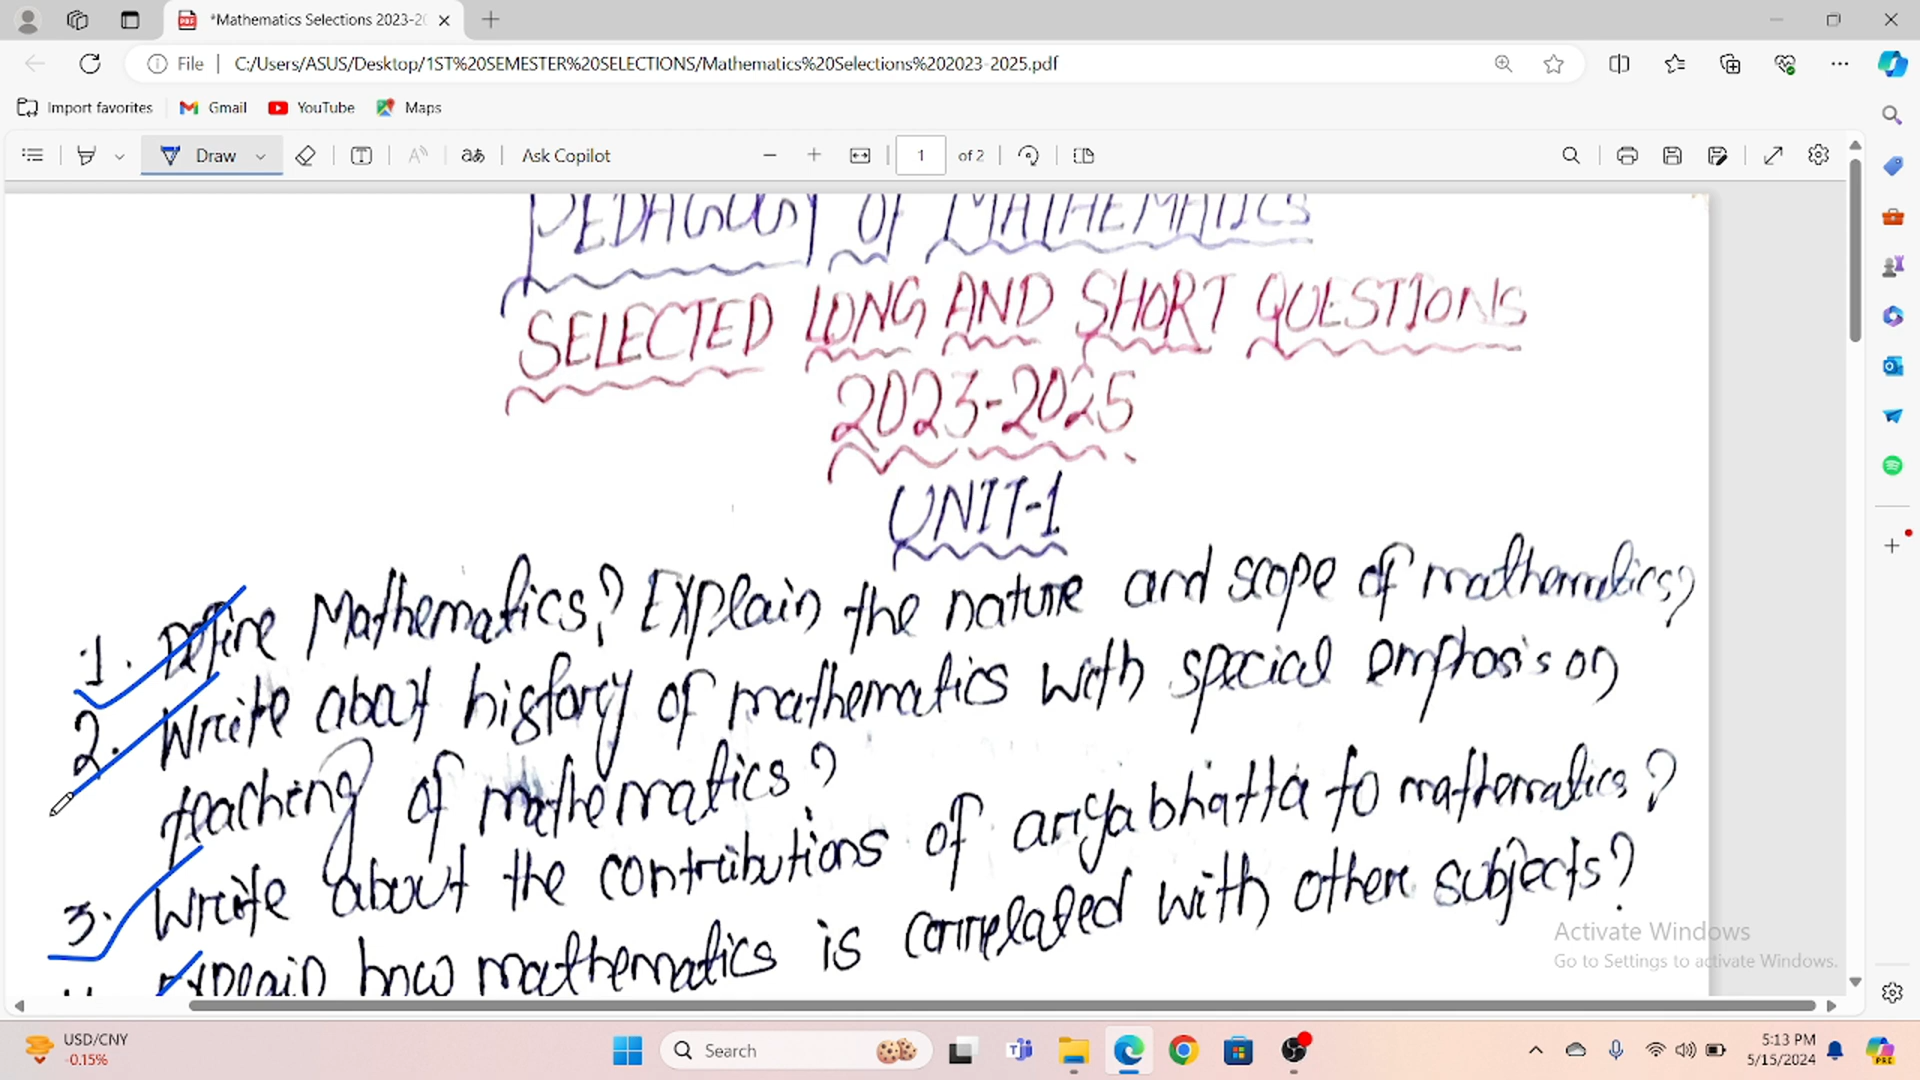 *Mathematics Selections 2023-20
File
C:/Users/ASUS/Desktop/1ST%20SEMESTER%20SELECTIONS/Mathematics%20Selections%202023-2025.pdf
Import favorites Gmail YouTube Maps
Draw Ask Copilot 1 of 2
PEDAGOGY OF MATHEMATICS
SELECTED LONG AND SHORT QUESTIONS
2023-2025
UNIT-1
1. Define Mathematics? Explain the nature and scope of mathematics?
2. Write about history of mathematics with special emphasis on
teaching of mathematics?
3. Write about the contributions of aryabhatta to mathematics?
Explain how mathematics is correlated with other subjects?
Activate Windows
Go to Settings to activate Windows.
USD/CNY
-0.15%
Search
5:13 PM
5/15/2024